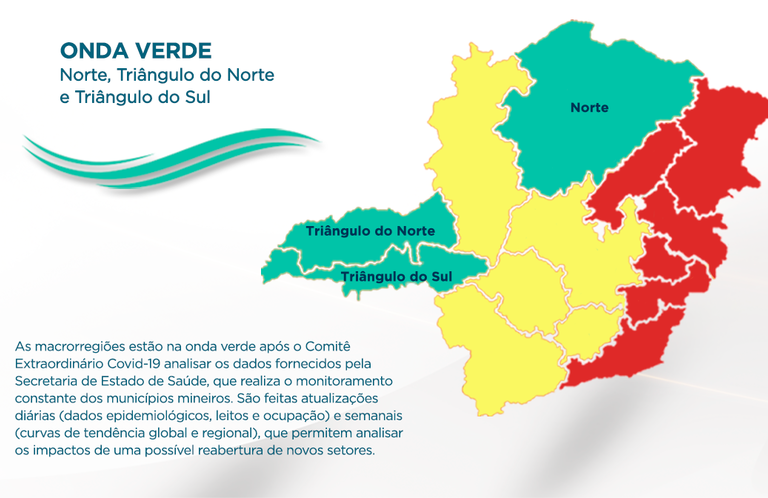 ONDA VERDE
Norte, Triângulo do Norte
e Triângulo do Sul
Norte
Triângulo do Norte
Triângulo do Sul
As macrorregiões estão na onda verde após o Comitê
Extraordinário Covid-19 analisar os dados fornecidos pela
Secretaria de Estado de Saúde, que realiza o monitoramento
constante dos municípios mineiros. São feitas atualizações
diárias (dados epidemiológicos, leitos e ocupação) e semanais
(curvas de tendência global e regional), que permitem analisar
os impactos de uma possível reabertura de novos setores.